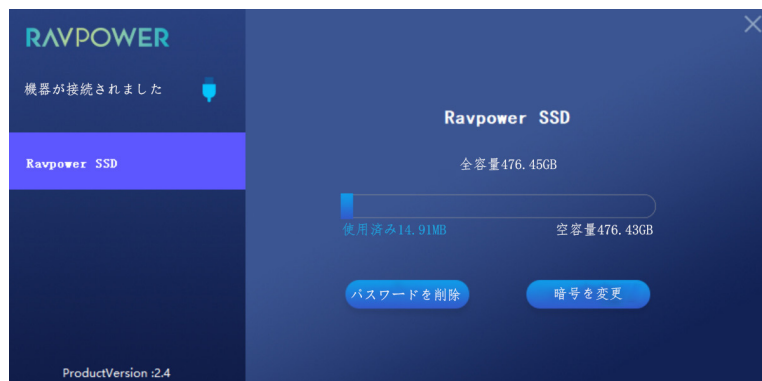 RAVPOWER
機器が接続されました
Ravpower SSD
ProductVersion :2.4
Ravpower SSD
全容量476.45GB
使用済み14.91MB
空容量476.43GB
パスワードを削除
暗号を変更